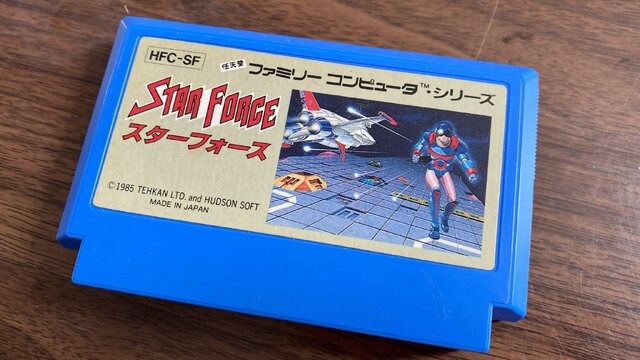 HFC-SF
任天堂 ファミリー コンピュータ™・シリーズ
STAR FORCE
スターフォース
© 1985 TEHKAN LTD. and HUDSON SOFT
MADE IN JAPAN